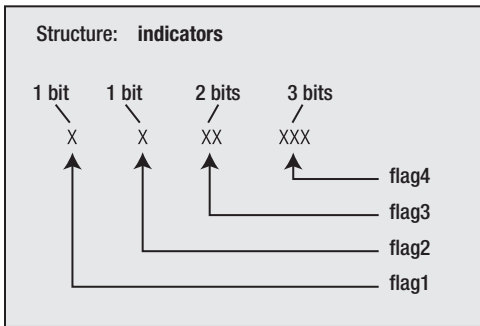 Structure: indicators
1 bit 1 bit 2 bits 3 bits
X X XX XXX
flag4
flag3
flag2
flag1